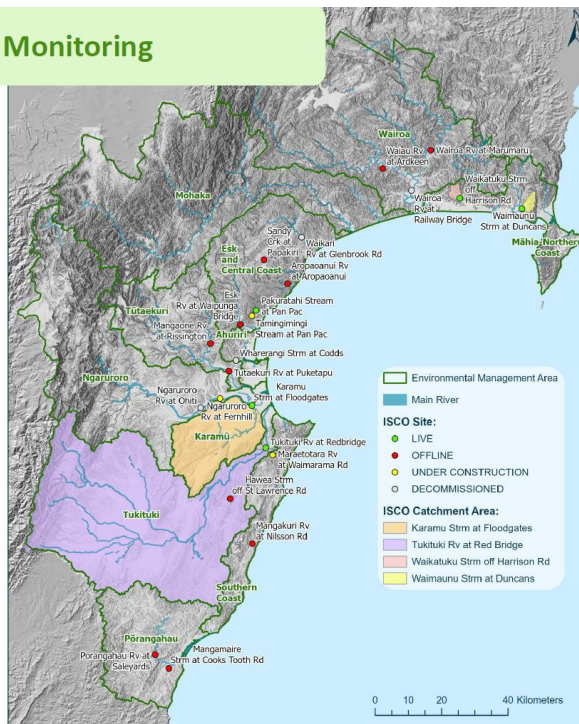 Monitoring
Wairoa
Waiau Rv
at Ardkeen
Wairoa Rv at Marumaru
Waikatuku Strm
off
Harrison Rd
Wairoa
Rv at
Railway Bridge
Waimaunu
Strm at Duncans
Māhia-Northern
Coast
Mohaka
Sandy
Crk at
Papakiri
Waikari
Rv at Glenbrook Rd
Esk
and
Central Coast
Aropaoanui Rv
at Aropaoanui
Esk
Rv at Waipunga
Bridge
Pakuratahi Stream
at Pan Pac
Tamingimingi
Stream at Pan Pac
Tutaekuri
Mangaone Rv
at Rissington
Ahuriri
Wharerangi Strm at Codds
Tutaekuri Rv at Puketapu
Ngaruroro
Ngaruroro
Rv at Ohiti
Karamu
Strm at Floodgates
Ngaruroro
Rv at Fernhill
Karamū
Tukituki Rv at Redbridge
Maraetotara Rv
at Waimarama Rd
Hawea Strm
off St Lawrence Rd
Tukituki
Mangakuri Rv
at Nilsson Rd
Southern
Coast
Pōrangahau
Porangahau Rv at
Saleyards
Mangamaire
Strm at Cooks Tooth Rd
Environmental Management Area
Main River
ISCO Site:
LIVE
OFFLINE
UNDER CONSTRUCTION
DECOMMISSIONED
ISCO Catchment Area:
Karamu Strm at Floodgates
Tukituki Rv at Red Bridge
Waikatuku Strm off Harrison Rd
Waimaunu Strm at Duncans
0 10 20 40 Kilometers